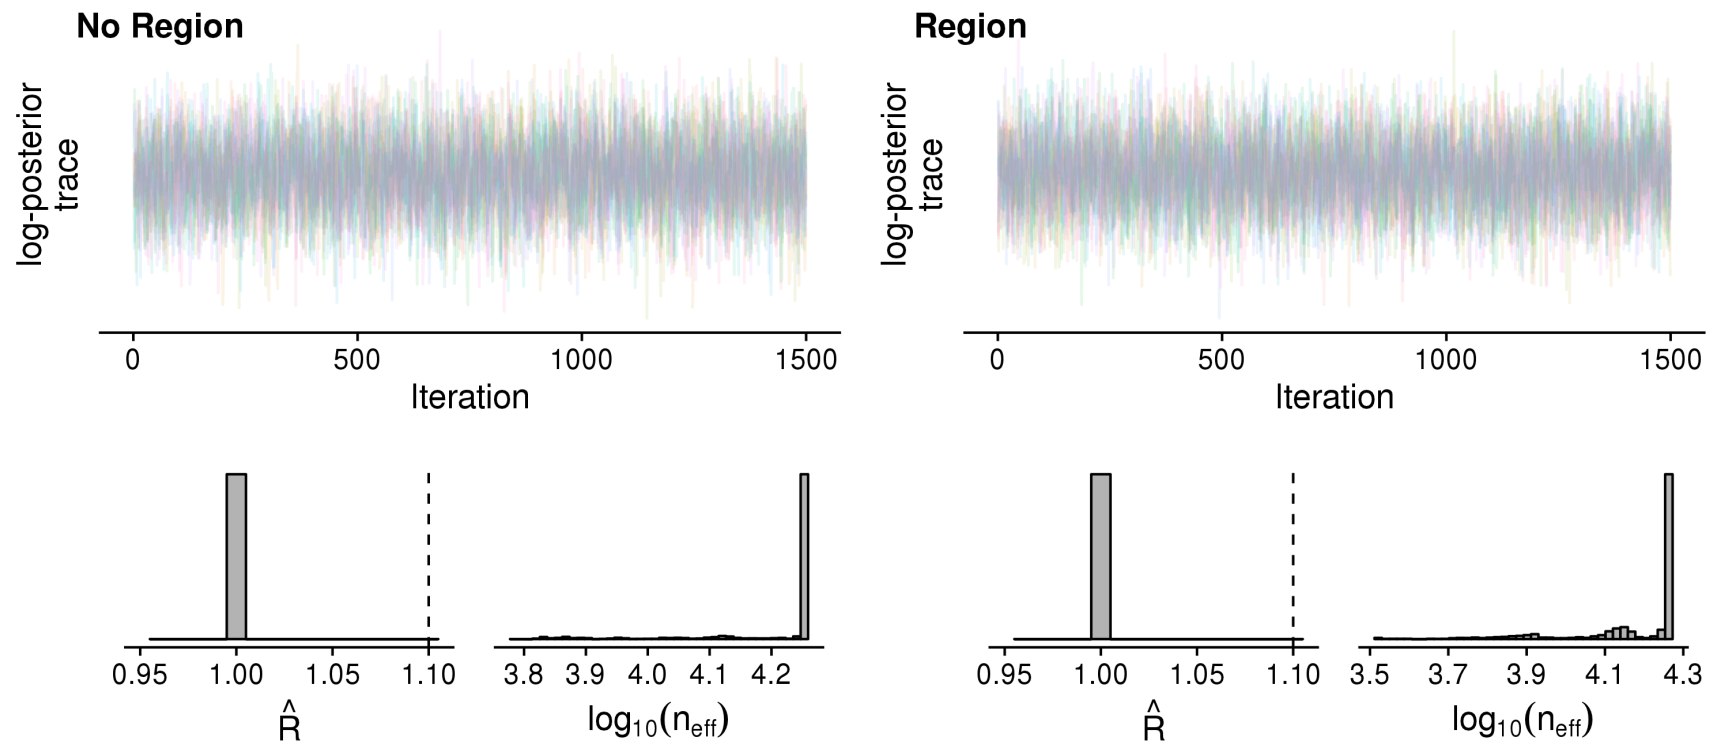 No Region
log-posterior
trace
0 500 1000 1500
Iteration
0.95 1.00 1.05 1.10
R̂
3.8 3.9 4.0 4.1 4.2
log₁₀(n_eff)
Region
log-posterior
trace
0 500 1000 1500
Iteration
0.95 1.00 1.05 1.10
R̂
3.5 3.7 3.9 4.1 4.3
log₁₀(n_eff)